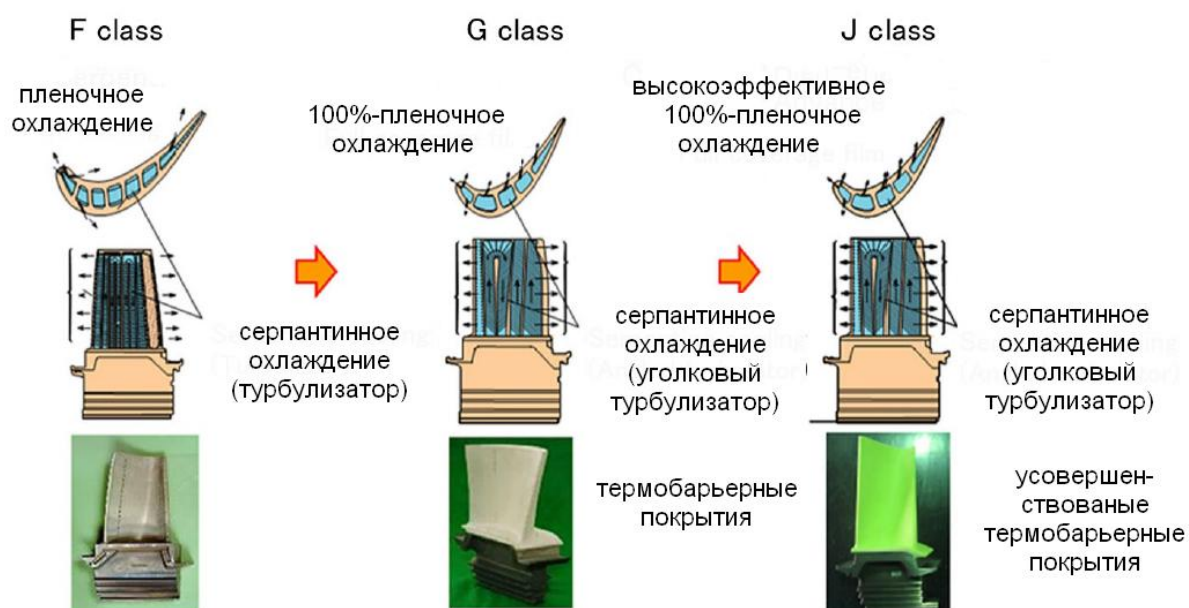 F class
G class
J class
пленочное
охлаждение
100%-пленочное
охлаждение
высокоэффективное
100%-пленочное
охлаждение
серпантинное
охлаждение
(турбулизатор)
серпантинное
охлаждение
(уголковый
турбулизатор)
серпантинное
охлаждение
(уголковый
турбулизатор)
термобарьерные
покрытия
усовершен-
ствованые
термобарьерные
покрытия